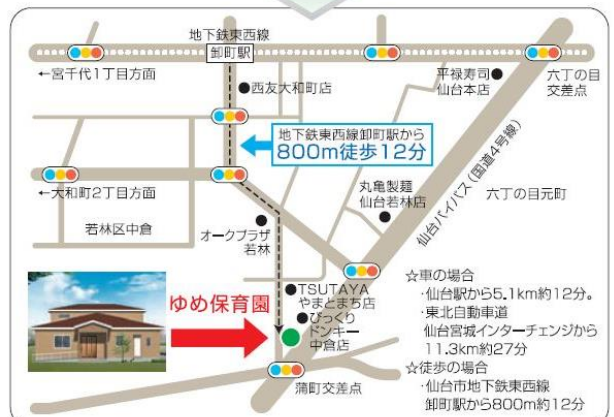 地下鉄東西線
卸町駅
←宮千代1丁目方面
●西友大和町店
平禄寿司●
仙台本店
六丁の目
交差点
地下鉄東西線卸町駅から
800m徒歩12分
仙台バイパス(国道4号線)
←大和町2丁目方面
丸亀製麺
仙台若林店
六丁の目元町
若林区中倉
オークプラザ
若林
●TSUTAYA
やまとまち店
●びっくり
ドンキー
中倉店
ゆめ保育園
蒲町交差点
☆車の場合
・仙台駅から5.1km約12分。
・東北自動車道
仙台宮城インターチェンジから
11.3km約27分
☆徒歩の場合
・仙台市地下鉄東西線
卸町駅から800m約12分